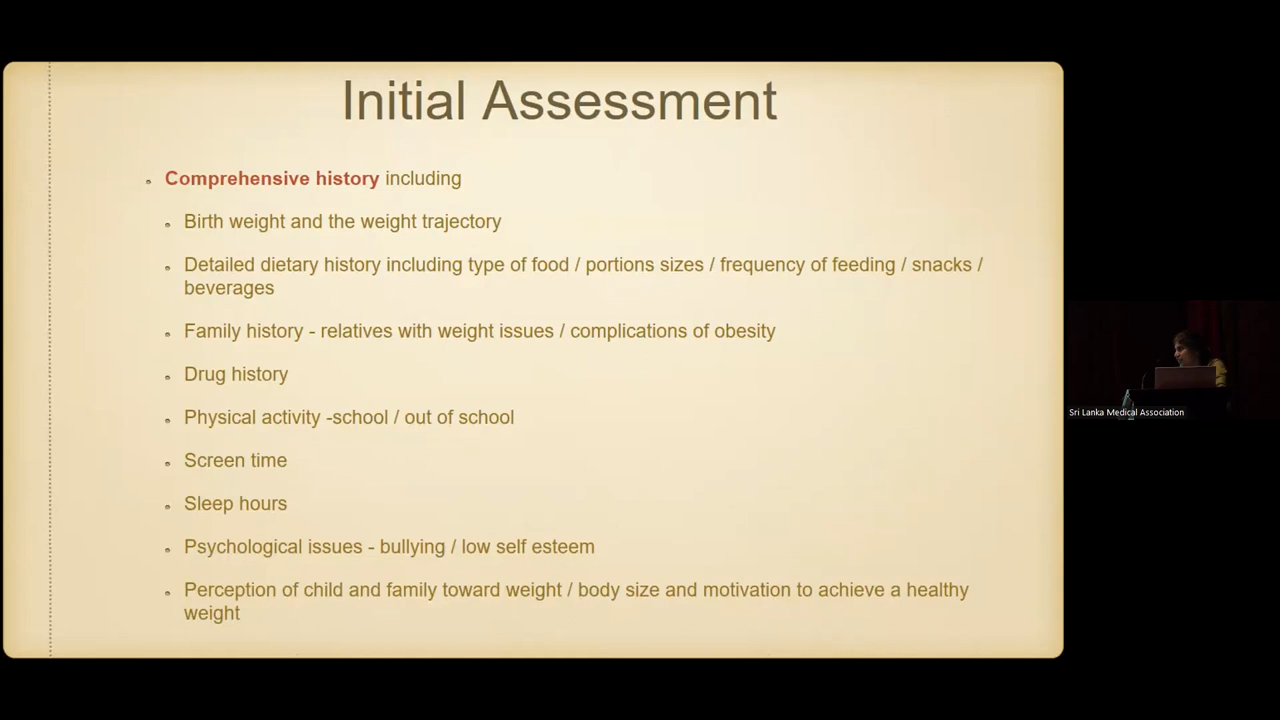 Initial Assessment
Comprehensive history including
Birth weight and the weight trajectory
Detailed dietary history including type of food / portions sizes / frequency of feeding / snacks /
beverages
Family history - relatives with weight issues / complications of obesity
Drug history
Physical activity -school / out of school
Screen time
Sleep hours
Psychological issues - bullying / low self esteem
Perception of child and family toward weight / body size and motivation to achieve a healthy
weight
Sri Lanka Medical Association